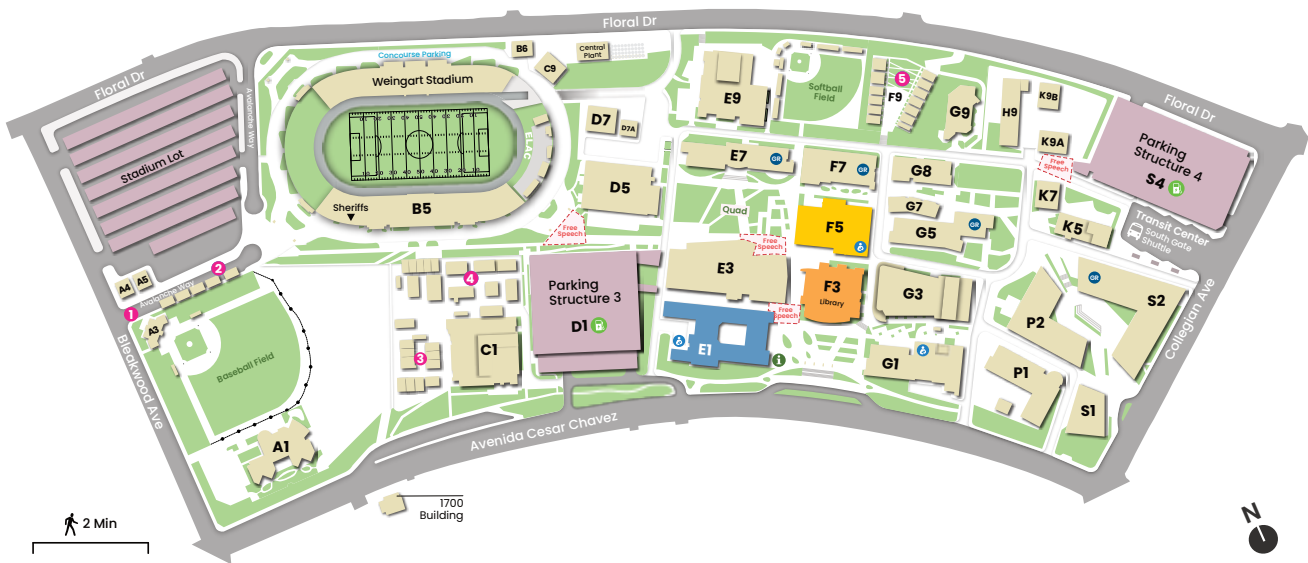 Floral Dr
Floral Dr
Floral Dr
Avalanche Way
Stadium Lot
Concourse Parking
Weingart Stadium
ELAC
Sheriffs
B5
B6
C9
Central
Plant
D7
D7A
D5
Free
Speech
E9
Softball
Field
5
F9
G9
H9
K9B
K9A
Free
Speech
Parking
Structure 4
S4
E7
GR
F7
GR
G8
G7
G5
GR
K7
K5
Transit Center
South Gate
Shuttle
Quad
Free
Speech
F5
A4
A5
Avalanche Way
2
1
A3
Baseball Field
A1
Bleakwood Ave
4
3
C1
Parking
Structure 3
D1
E3
Free
Speech
E1
i
F3
Library
G3
G1
GR
P2
S2
P1
S1
Collegian Ave
Avenida Cesar Chavez
1700
Building
2 Min
N